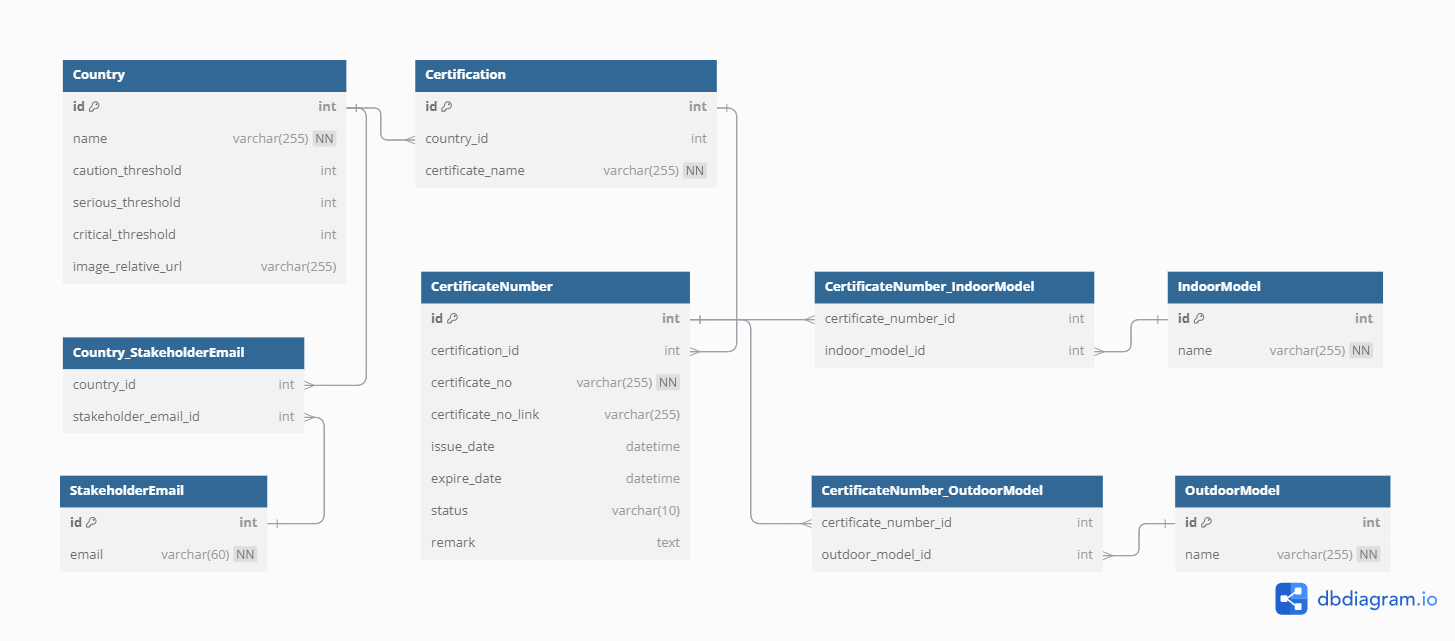 Country
id int
name varchar(255) NN
caution_threshold int
serious_threshold int
critical_threshold int
image_relative_url varchar(255)
Certification
id int
country_id int
certificate_name varchar(255) NN
Country_StakeholderEmail
country_id int
stakeholder_email_id int
StakeholderEmail
id int
email varchar(60) NN
CertificateNumber
id int
certification_id int
certificate_no varchar(255) NN
certificate_no_link varchar(255)
issue_date datetime
expire_date datetime
status varchar(10)
remark text
CertificateNumber_IndoorModel
certificate_number_id int
indoor_model_id int
IndoorModel
id int
name varchar(255) NN
CertificateNumber_OutdoorModel
certificate_number_id int
outdoor_model_id int
OutdoorModel
id int
name varchar(255) NN
dbdiagram.io